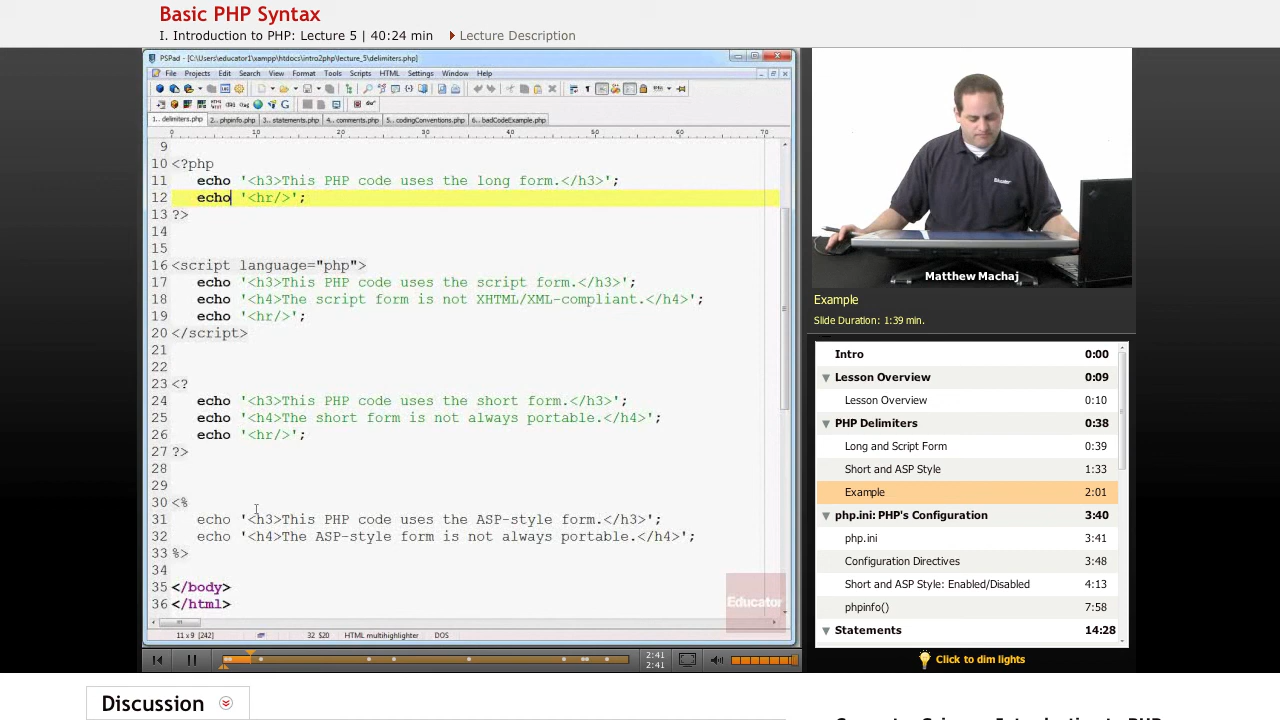 Basic PHP Syntax
I. Introduction to PHP: Lecture 5 | 40:24 min
Lecture Description
PSPad - [C:\Users\educator1\xampp\htdocs\intro2php\lecture_5\delimiters.php]
File Projects Edit Search View Format Tools Scripts HTML Settings Window Help
1.. delimiters.php 2.. phpinfo.php 3.. statements.php 4.. comments.php 5.. codingConventions.php 6.. badCodeExample.php
0 10 20 30 40 50 60 70
9
10 <?php
11 echo '<h3>This PHP code uses the long form.</h3>';
12 echo '<hr/>';
13 ?>
14
15
16 <script language="php">
17 echo '<h3>This PHP code uses the script form.</h3>';
18 echo '<h4>The script form is not XHTML/XML-compliant.</h4>';
19 echo '<hr/>';
20 </script>
21
22
23 <?
24 echo '<h3>This PHP code uses the short form.</h3>';
25 echo '<h4>The short form is not always portable.</h4>';
26 echo '<hr/>';
27 ?>
28
29
30 <%
31 echo '<h3>This PHP code uses the ASP-style form.</h3>';
32 echo '<h4>The ASP-style form is not always portable.</h4>';
33 %>
34
35 </body>
36 </html>
Educator
11 x 9 [242] 32 $20 HTML multihighlighter DOS
2:41
2:41
Educator
Matthew Machaj
Example
Slide Duration: 1:39 min.
Intro 0:00
Lesson Overview 0:09
Lesson Overview 0:10
PHP Delimiters 0:38
Long and Script Form 0:39
Short and ASP Style 1:33
Example 2:01
php.ini: PHP's Configuration 3:40
php.ini 3:41
Configuration Directives 3:48
Short and ASP Style: Enabled/Disabled 4:13
phpinfo() 7:58
Statements 14:28
Click to dim lights
Discussion